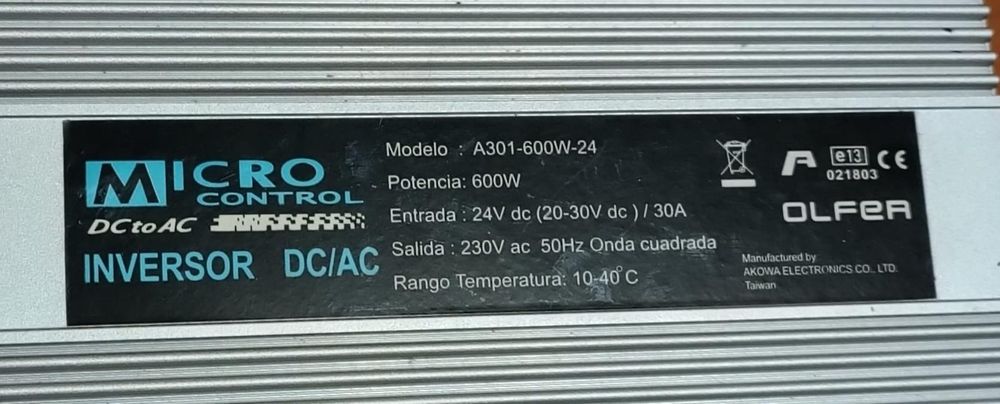 MICRO
CONTROL
DC to AC
INVERSOR DC/AC
Modelo : A301-600W-24
Potencia: 600W
Entrada : 24V dc (20-30V dc ) / 30A
Salida : 230V ac 50Hz Onda cuadrada
Rango Temperatura: 10-40°C
A e13 CE
021803
OLFER
Manufactured by
AKOWA ELECTRONICS CO., LTD.
Taiwan